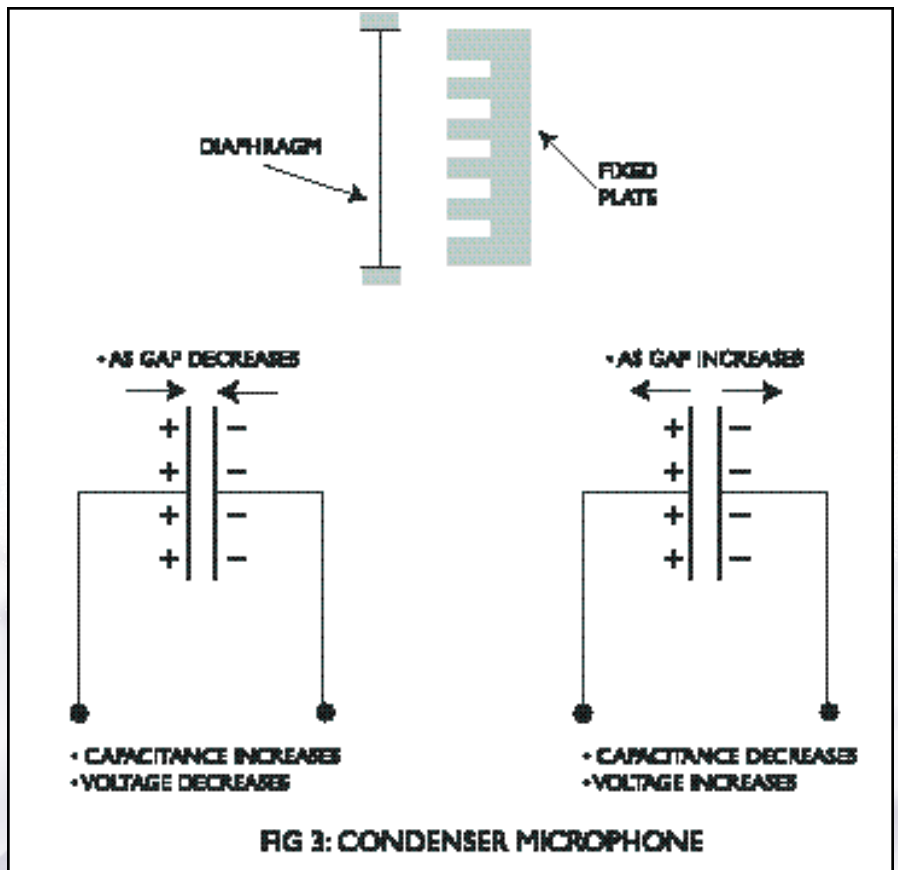 DIAPHRAGM
FIXED
PLATE
• AS GAP DECREASES
• AS GAP INCREASES
+ −
+ −
+ −
+ −
+ −
+ −
+ −
+ −
• CAPACITANCE INCREASES
• VOLTAGE DECREASES
• CAPACITANCE DECREASES
• VOLTAGE INCREASES
FIG 2: CONDENSER MICROPHONE